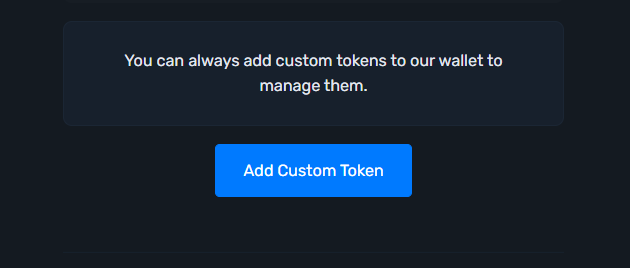 You can always add custom tokens to our wallet to
manage them.
Add Custom Token